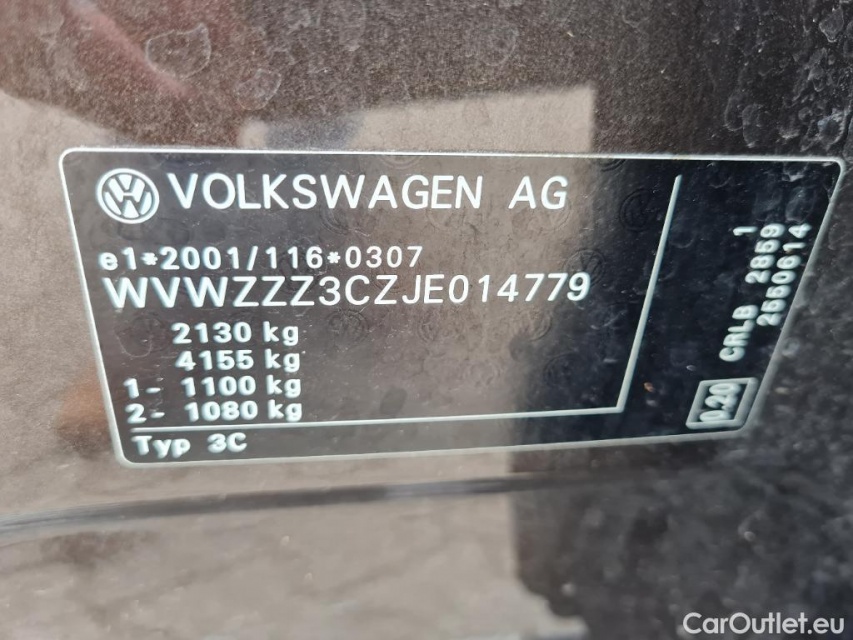 VOLKSWAGEN AG
e1*2001/116*0307
WVWZZZ3CZJE014779
2130 kg
4155 kg
1- 1100 kg
2- 1080 kg
Typ 3C
1
CRLB 2859
2560614
0.20
CarOutlet.eu